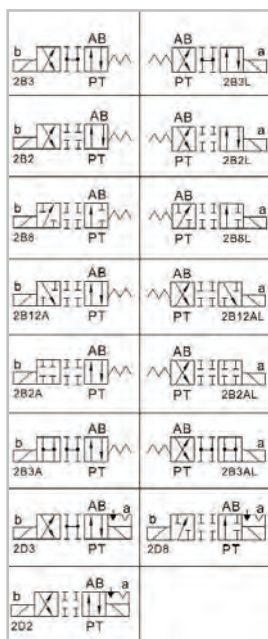 AB AB
b a
2B3 PT PT 2B3L
AB AB
b a
2B2 PT PT 2B2L
AB AB
b a
2B8 PT PT 2B8L
AB AB
b a
2B12A PT PT 2B12AL
AB AB
b a
2B2A PT PT 2B2AL
AB AB
b a
2B3A PT PT 2B3AL
b AB a b AB a
2D3 PT 2D8 PT
b AB a
2D2 PT